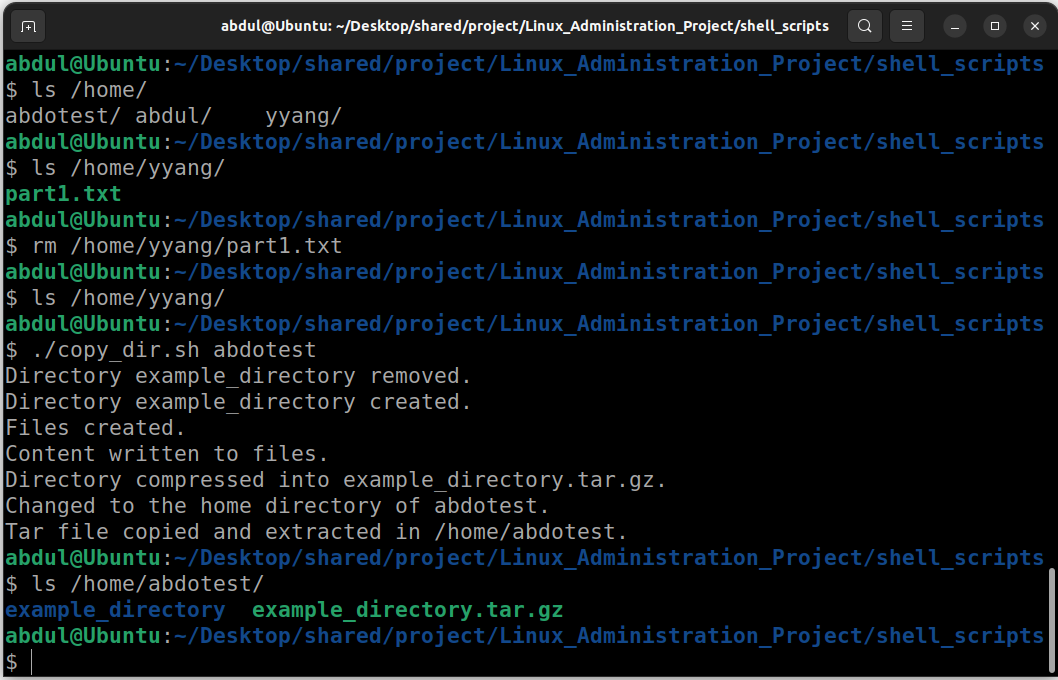 abdul@Ubuntu: ~/Desktop/shared/project/Linux_Administration_Project/shell_scripts
abdul@Ubuntu:~/Desktop/shared/project/Linux_Administration_Project/shell_scripts
$ ls /home/
abdotest/ abdul/    yyang/
abdul@Ubuntu:~/Desktop/shared/project/Linux_Administration_Project/shell_scripts
$ ls /home/yyang/
part1.txt
abdul@Ubuntu:~/Desktop/shared/project/Linux_Administration_Project/shell_scripts
$ rm /home/yyang/part1.txt
abdul@Ubuntu:~/Desktop/shared/project/Linux_Administration_Project/shell_scripts
$ ls /home/yyang/
abdul@Ubuntu:~/Desktop/shared/project/Linux_Administration_Project/shell_scripts
$ ./copy_dir.sh abdotest
Directory example_directory removed.
Directory example_directory created.
Files created.
Content written to files.
Directory compressed into example_directory.tar.gz.
Changed to the home directory of abdotest.
Tar file copied and extracted in /home/abdotest.
abdul@Ubuntu:~/Desktop/shared/project/Linux_Administration_Project/shell_scripts
$ ls /home/abdotest/
example_directory  example_directory.tar.gz
abdul@Ubuntu:~/Desktop/shared/project/Linux_Administration_Project/shell_scripts
$